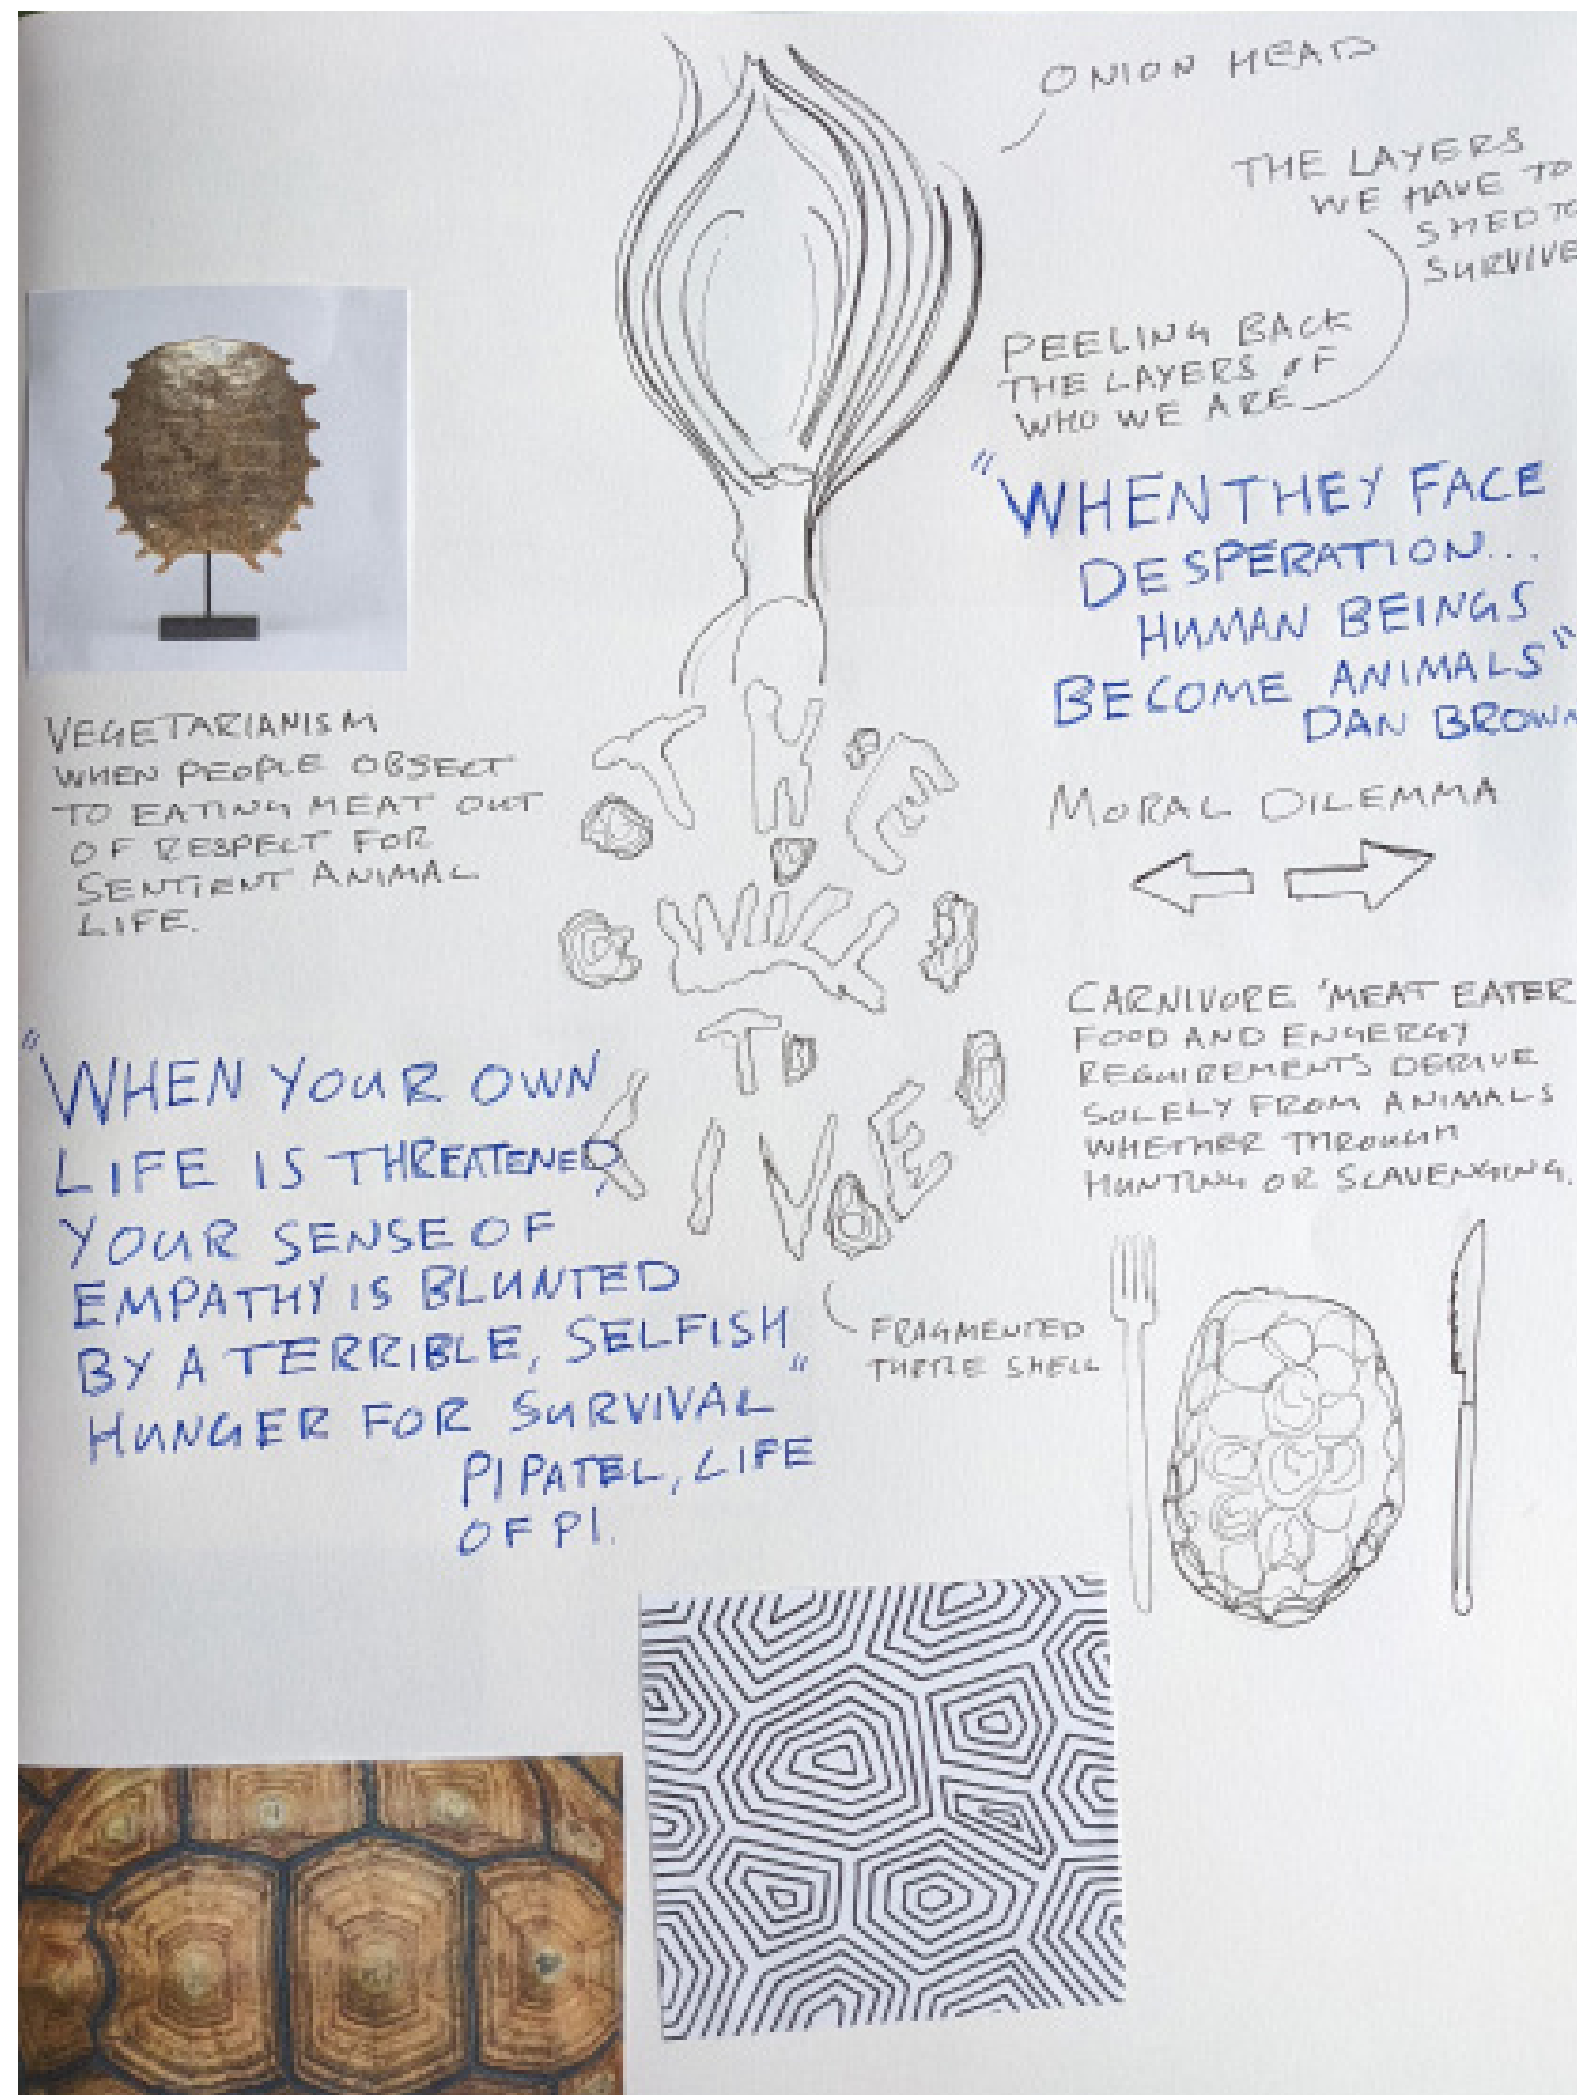 ONION HEAD
THE LAYERS
WE HAVE TO
SHED TO
SURVIVE
PEELING BACK
THE LAYERS OF
WHO WE ARE
"WHEN THEY FACE
DESPERATION...
HUMAN BEINGS
BECOME ANIMALS"
DAN BROWN
VEGETARIANISM
WHEN PEOPLE OBJECT
TO EATING MEAT OUT
OF RESPECT FOR
SENTIENT ANIMAL
LIFE.
THE
WILL
TO
LIVE
MORAL DILEMMA
CARNIVORE 'MEAT EATER
FOOD AND ENGERGY
REQUIREMENTS DERIVE
SOLELY FROM ANIMALS
WHETHER THROUGH
HUNTING OR SCAVENGING.
"WHEN YOUR OWN
LIFE IS THREATENED,
YOUR SENSE OF
EMPATHY IS BLUNTED
BY A TERRIBLE, SELFISH
HUNGER FOR SURVIVAL"
PI PATEL, LIFE
OF PI.
FRAGMENTED
TURTLE SHELL